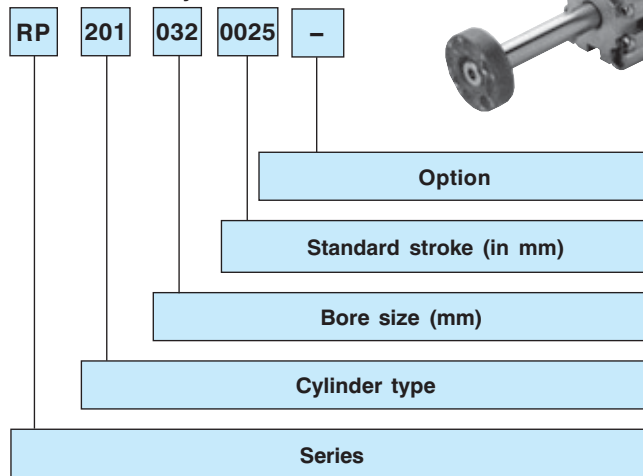 RP 201 032 0025 –
Option
Standard stroke (in mm)
Bore size (mm)
Cylinder type
Series